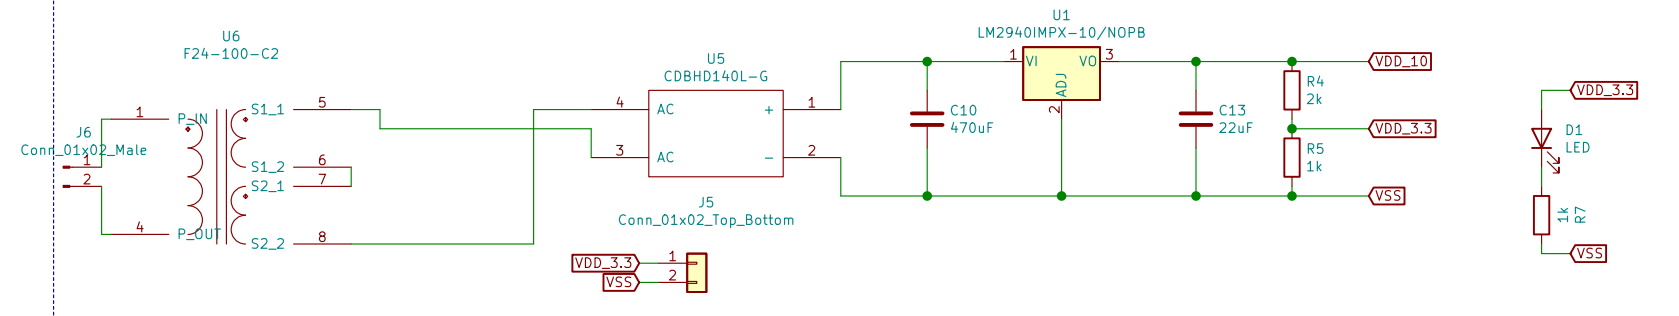 U6
F24-100-C2
J6
Conn_01x02_Male
1
2
1
4
P_IN
P_OUT
S1_1
S1_2
S2_1
S2_2
5
6
7
8
U5
CDBHD140L-G
4
3
AC
AC
+
-
1
2
J5
Conn_01x02_Top_Bottom
VDD_3.3
VSS
1
2
U1
LM2940IMPX-10/NOPB
1
VI
VO
3
ADJ
2
C10
470uF
C13
22uF
R4
2k
R5
1k
VDD_10
VDD_3.3
VSS
VDD_3.3
D1
LED
1k
R7
VSS